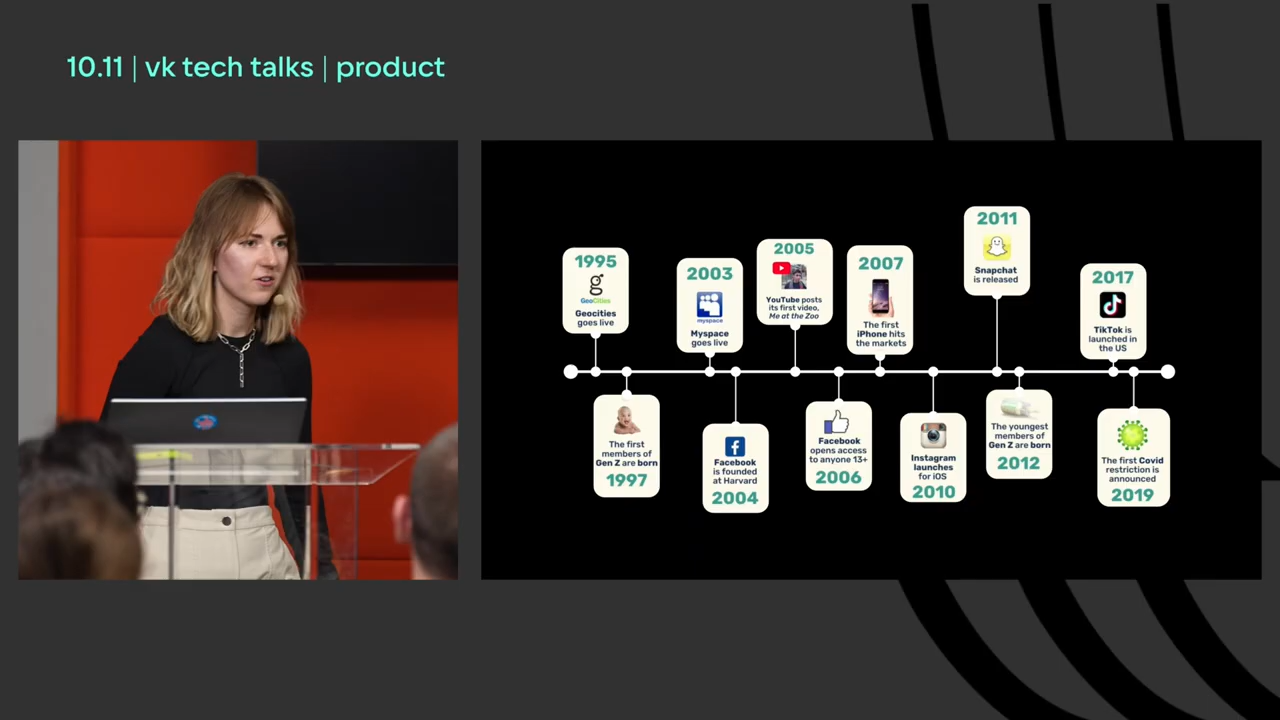 10.11 | vk tech talks | product
1995
GeoCities
Geocities
goes live
The first
members of
Gen Z are born
1997
2003
myspace
Myspace
goes live
Facebook
is founded
at Harvard
2004
2005
YouTube posts
its first video,
Me at the Zoo
Facebook
opens access
to anyone 13+
2006
2007
The first
iPhone hits
the markets
Instagram
launches
for iOS
2010
2011
Snapchat
is released
The youngest
members of
Gen Z are born
2012
2017
TikTok is
launched in
the US
The first Covid
restriction is
announced
2019